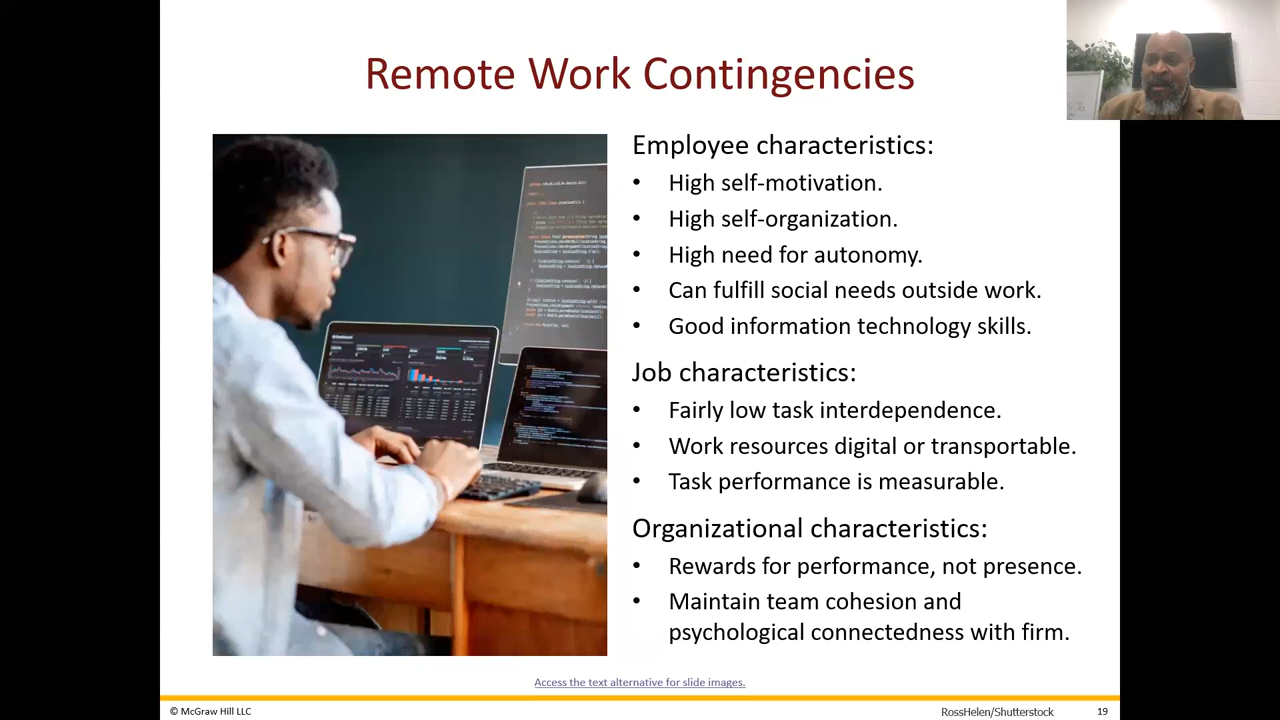 Remote Work Contingencies
Employee characteristics:
• High self-motivation.
• High self-organization.
• High need for autonomy.
• Can fulfill social needs outside work.
• Good information technology skills.
Job characteristics:
• Fairly low task interdependence.
• Work resources digital or transportable.
• Task performance is measurable.
Organizational characteristics:
• Rewards for performance, not presence.
• Maintain team cohesion and
psychological connectedness with firm.
Access the text alternative for slide images.
© McGraw Hill LLC
RossHelen/Shutterstock
19